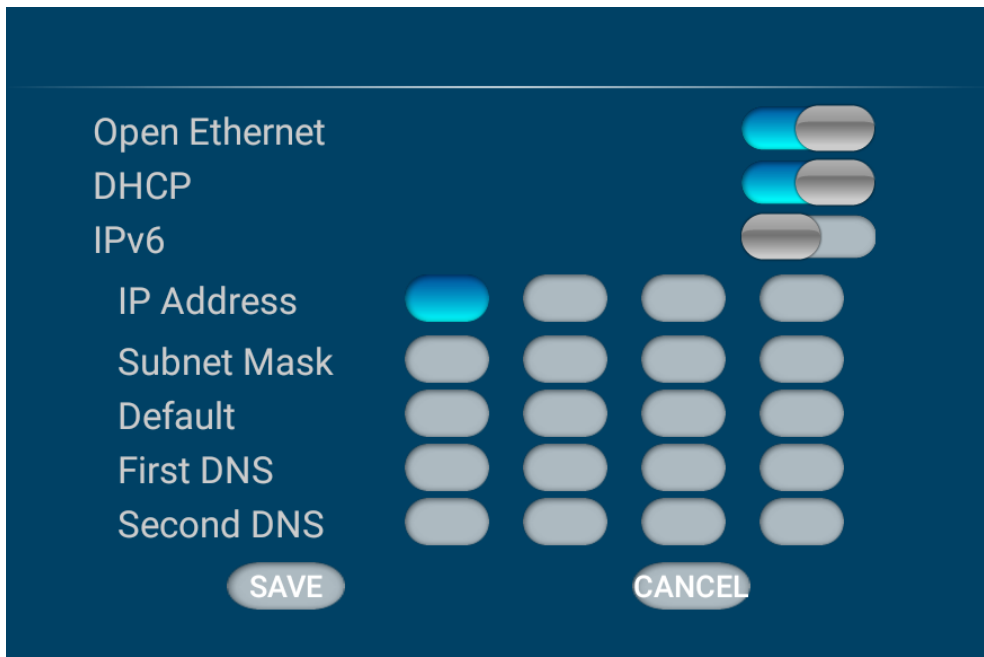 Open Ethernet
DHCP
IPv6
IP Address
Subnet Mask
Default
First DNS
Second DNS
SAVE CANCEL